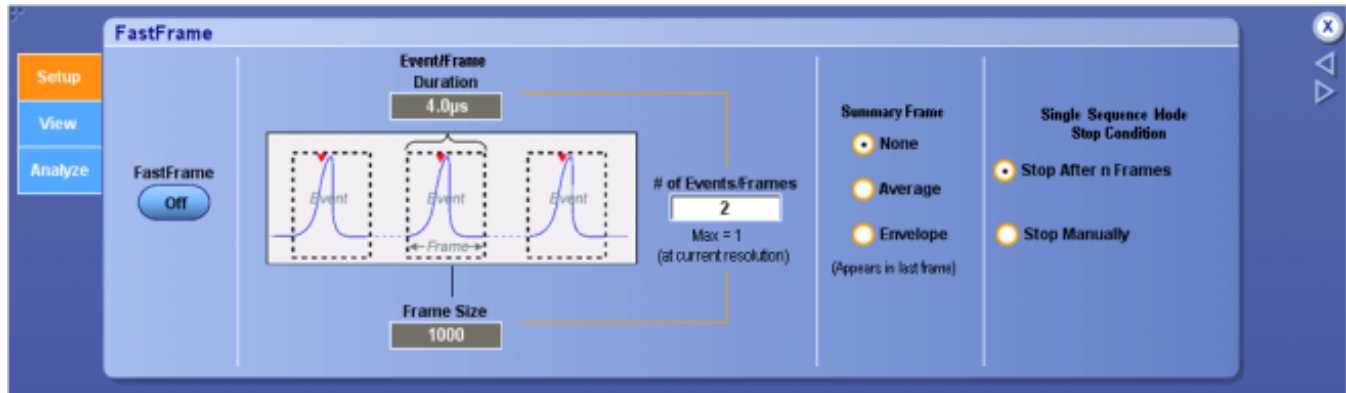 FastFrame
Setup
View
Analyze
FastFrame
Off
Event/Frame
Duration
4.0µs
Event
Event
Event
Frame
Frame Size
1000
# of Events/Frames
2
Max = 1
(at current resolution)
Summary Frame
None
Average
Envelope
(Appears in last frame)
Single Sequence Mode
Stop Condition
Stop After n Frames
Stop Manually
X